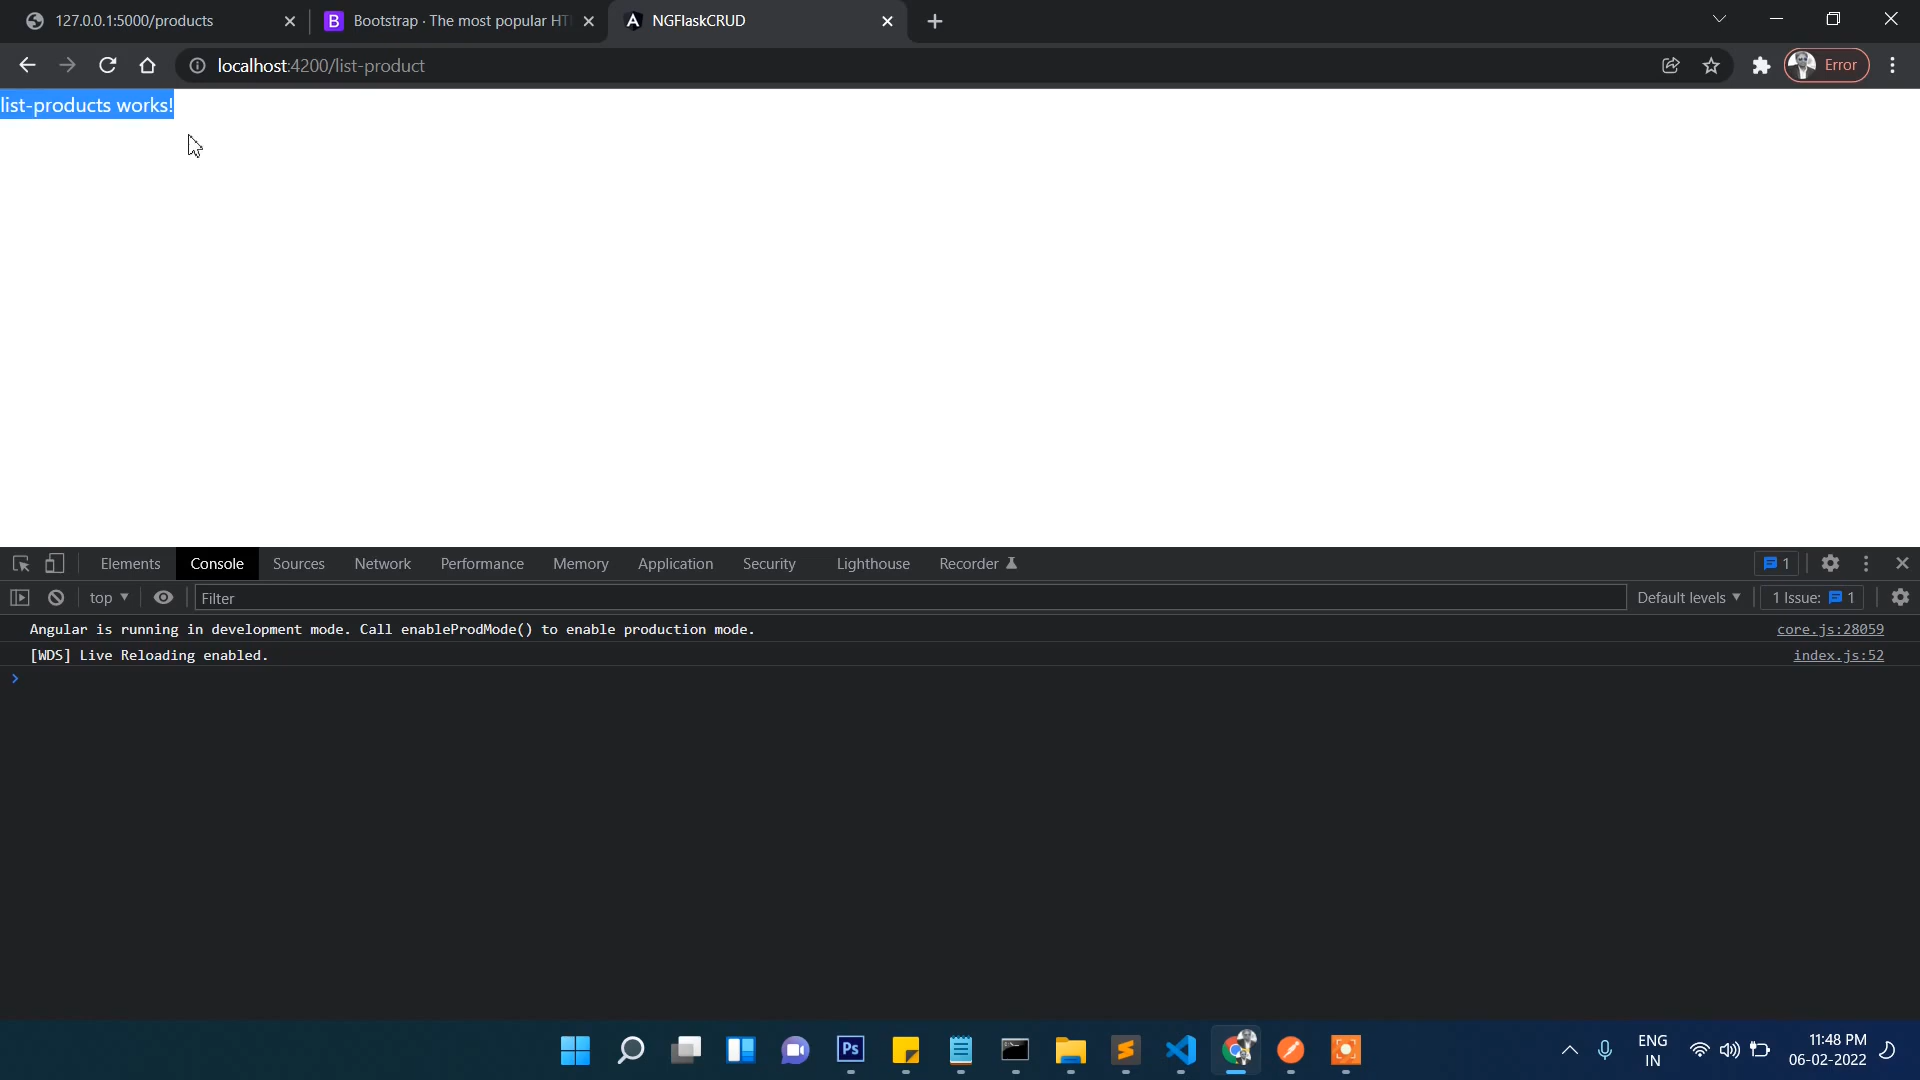 127.0.0.1:5000/products
Bootstrap · The most popular HT
NGFlaskCRUD
localhost:4200/list-product
Error
list-products works!
Elements Console Sources Network Performance Memory Application Security Lighthouse Recorder
1
top
Filter
Default levels
1 Issue: 1
Angular is running in development mode. Call enableProdMode() to enable production mode.
core.js:28059
[WDS] Live Reloading enabled.
index.js:52
Ps
ENG
IN
11:48 PM
06-02-2022